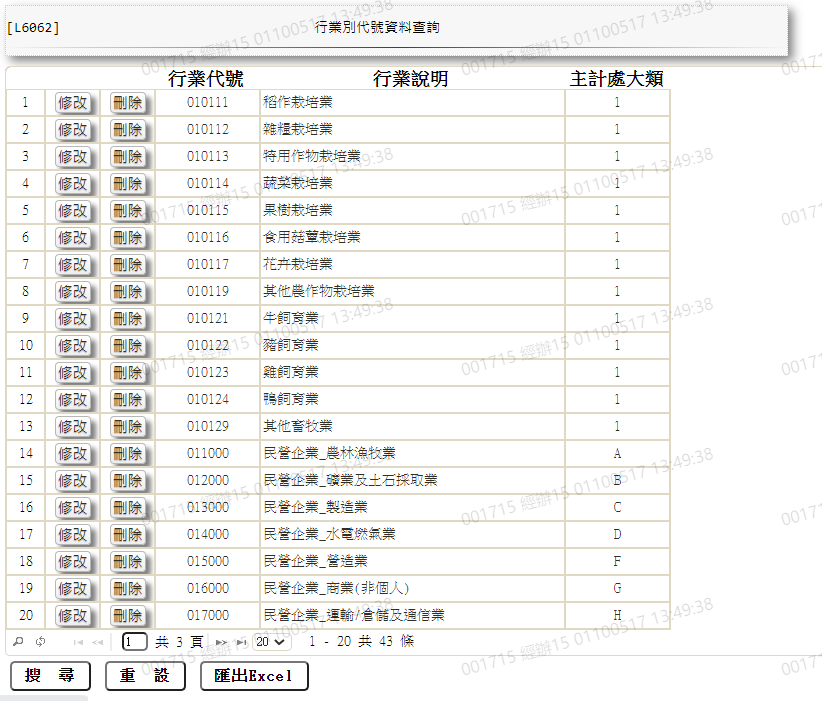 [L6062] 行業別代號資料查詢
行業代號 行業說明 主計處大類
1 修改 刪除 010111 稻作栽培業 1
2 修改 刪除 010112 雜糧栽培業 1
3 修改 刪除 010113 特用作物栽培業 1
4 修改 刪除 010114 蔬菜栽培業 1
5 修改 刪除 010115 果樹栽培業 1
6 修改 刪除 010116 食用菇蕈栽培業 1
7 修改 刪除 010117 花卉栽培業 1
8 修改 刪除 010119 其他農作物栽培業 1
9 修改 刪除 010121 牛飼育業 1
10 修改 刪除 010122 豬飼育業 1
11 修改 刪除 010123 雞飼育業 1
12 修改 刪除 010124 鴨飼育業 1
13 修改 刪除 010129 其他畜牧業 1
14 修改 刪除 011000 民營企業_農林漁牧業 A
15 修改 刪除 012000 民營企業_礦業及土石採取業 B
16 修改 刪除 013000 民營企業_製造業 C
17 修改 刪除 014000 民營企業_水電燃氣業 D
18 修改 刪除 015000 民營企業_營造業 F
19 修改 刪除 016000 民營企業_商業(非個人) G
20 修改 刪除 017000 民營企業_運輸/倉儲及通信業 H
1 共 3 頁 20 1 - 20 共 43 條
搜 尋 重 設 匯出Excel
001715 經辦15 01100517 13:49:38